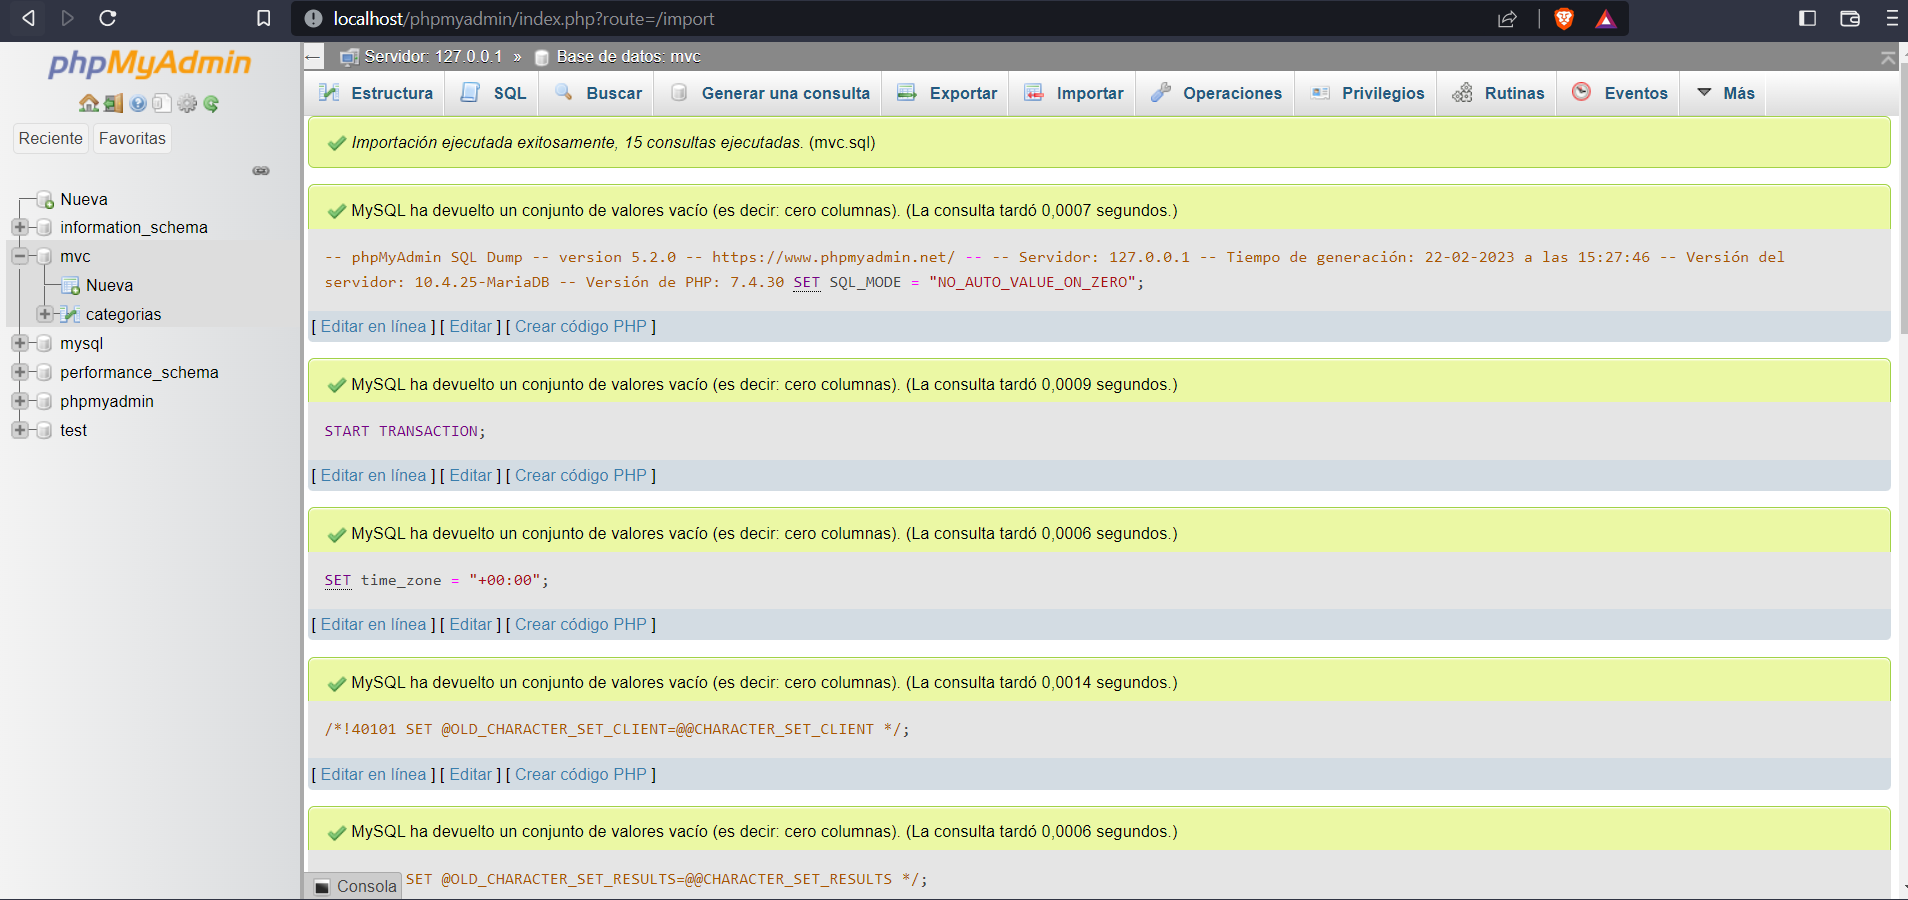 localhost/phpmyadmin/index.php?route=/import
phpMyAdmin
Reciente Favoritas
Nueva
information_schema
mvc
Nueva
categorias
mysql
performance_schema
phpmyadmin
test
Servidor: 127.0.0.1 » Base de datos: mvc
Estructura SQL Buscar Generar una consulta Exportar Importar Operaciones Privilegios Rutinas Eventos Más
Importación ejecutada exitosamente, 15 consultas ejecutadas. (mvc.sql)
MySQL ha devuelto un conjunto de valores vacío (es decir: cero columnas). (La consulta tardó 0,0007 segundos.)
-- phpMyAdmin SQL Dump -- version 5.2.0 -- https://www.phpmyadmin.net/ -- -- Servidor: 127.0.0.1 -- Tiempo de generación: 22-02-2023 a las 15:27:46 -- Versión del
servidor: 10.4.25-MariaDB -- Versión de PHP: 7.4.30 SET SQL_MODE = "NO_AUTO_VALUE_ON_ZERO";
[ Editar en línea ] [ Editar ] [ Crear código PHP ]
MySQL ha devuelto un conjunto de valores vacío (es decir: cero columnas). (La consulta tardó 0,0009 segundos.)
START TRANSACTION;
[ Editar en línea ] [ Editar ] [ Crear código PHP ]
MySQL ha devuelto un conjunto de valores vacío (es decir: cero columnas). (La consulta tardó 0,0006 segundos.)
SET time_zone = "+00:00";
[ Editar en línea ] [ Editar ] [ Crear código PHP ]
MySQL ha devuelto un conjunto de valores vacío (es decir: cero columnas). (La consulta tardó 0,0014 segundos.)
/*!40101 SET @OLD_CHARACTER_SET_CLIENT=@@CHARACTER_SET_CLIENT */;
[ Editar en línea ] [ Editar ] [ Crear código PHP ]
MySQL ha devuelto un conjunto de valores vacío (es decir: cero columnas). (La consulta tardó 0,0006 segundos.)
SET @OLD_CHARACTER_SET_RESULTS=@@CHARACTER_SET_RESULTS */;
Consola